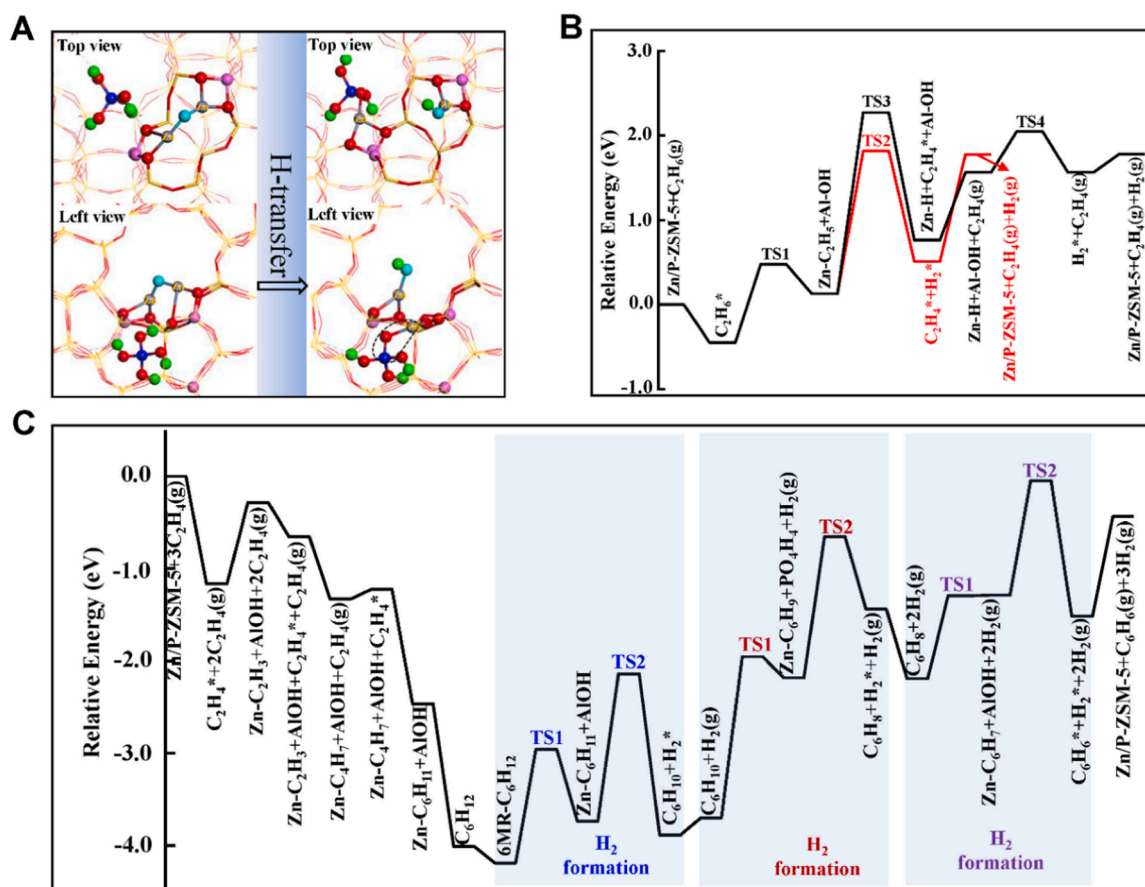 A
Top view
Top view
Left view
Left view
H-transfer
B
Relative Energy (eV)
3.0
2.0
1.0
0.0
-1.0
Zn/P-ZSM-5+C₂H₆(g)
C₂H₆*
TS1
Zn-C₂H₅+Al-OH
TS3
TS2
Zn-H+C₂H₄*+Al-OH
C₂H₄*+H₂*
Zn-H+Al-OH+C₂H₄(g)
Zn/P-ZSM-5+C₂H₄(g)+H₂(g)
TS4
H₂*+C₂H₄(g)
Zn/P-ZSM-5+C₂H₄(g)+H₂(g)
C
Relative Energy (eV)
0.0
-1.0
-2.0
-3.0
-4.0
Zn/P-ZSM-5+3C₂H₄(g)
C₂H₄*+2C₂H₄(g)
Zn-C₂H₃+AlOH+2C₂H₄(g)
Zn-C₂H₃+AlOH+C₂H₄*+C₂H₄(g)
Zn-C₄H₇+AlOH+C₂H₄(g)
Zn-C₄H₇+AlOH+C₂H₄*
Zn-C₆H₁₁+AlOH
C₆H₁₂
6MR-C₆H₁₂
TS1
Zn-C₆H₁₁+AlOH
TS2
C₆H₁₀+H₂*
H₂
formation
C₆H₁₀+H₂(g)
TS1
Zn-C₆H₉+PO₄H₄+H₂(g)
TS2
C₆H₈+H₂*+H₂(g)
H₂
formation
C₆H₈+2H₂(g)
TS1
Zn-C₆H₇+AlOH+2H₂(g)
TS2
C₆H₆*+H₂*+2H₂(g)
Zn/P-ZSM-5+C₆H₆(g)+3H₂(g)
H₂
formation